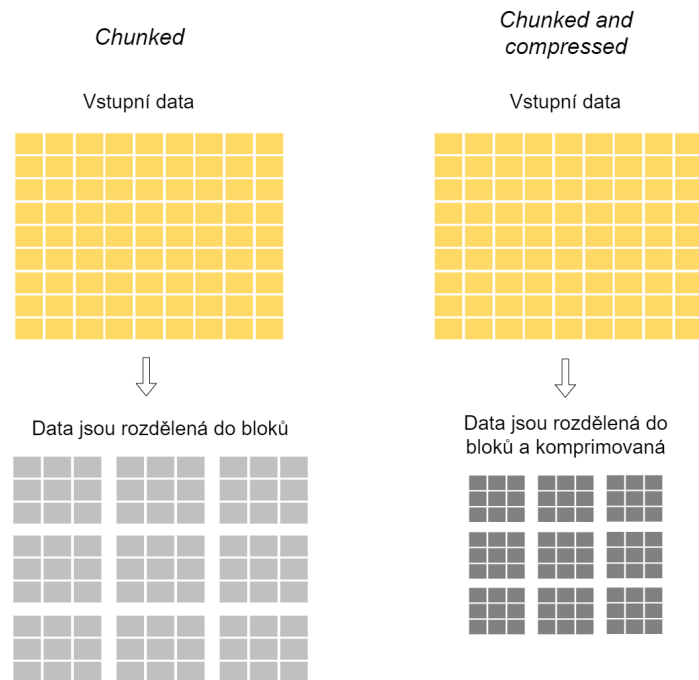 Chunked
Vstupní data
Data jsou rozdělená do bloků
Chunked and
compressed
Vstupní data
Data jsou rozdělená do
bloků a komprimovaná